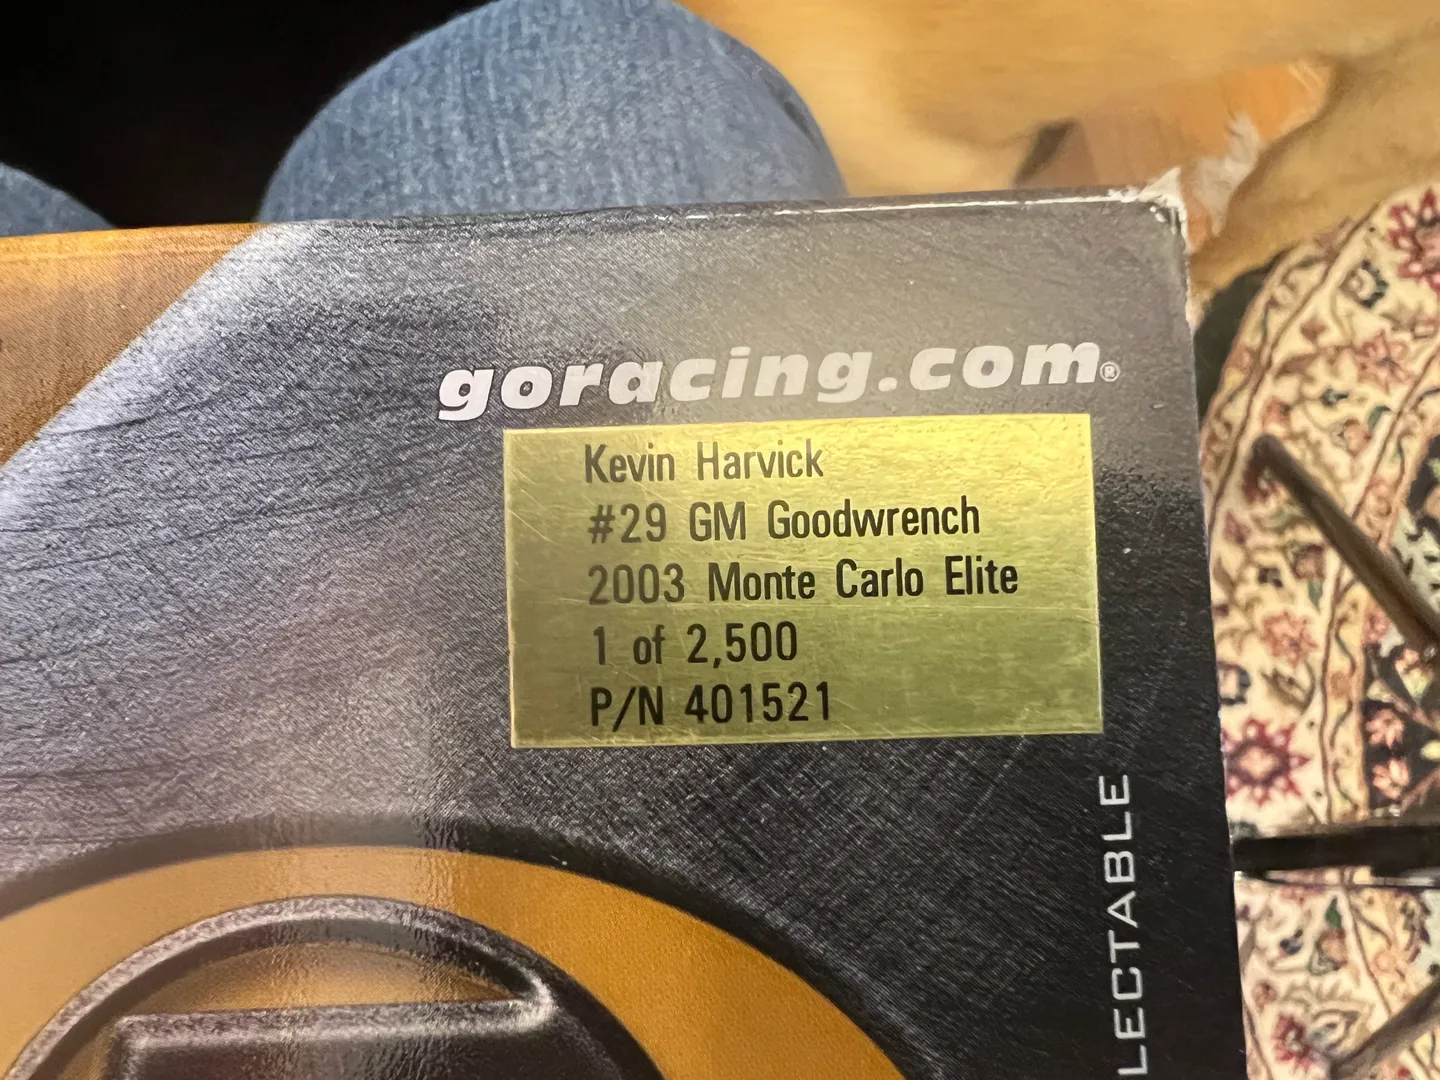 goracing.com®
Kevin Harvick
#29 GM Goodwrench
2003 Monte Carlo Elite
1 of 2,500
P/N 401521
LECTABLE